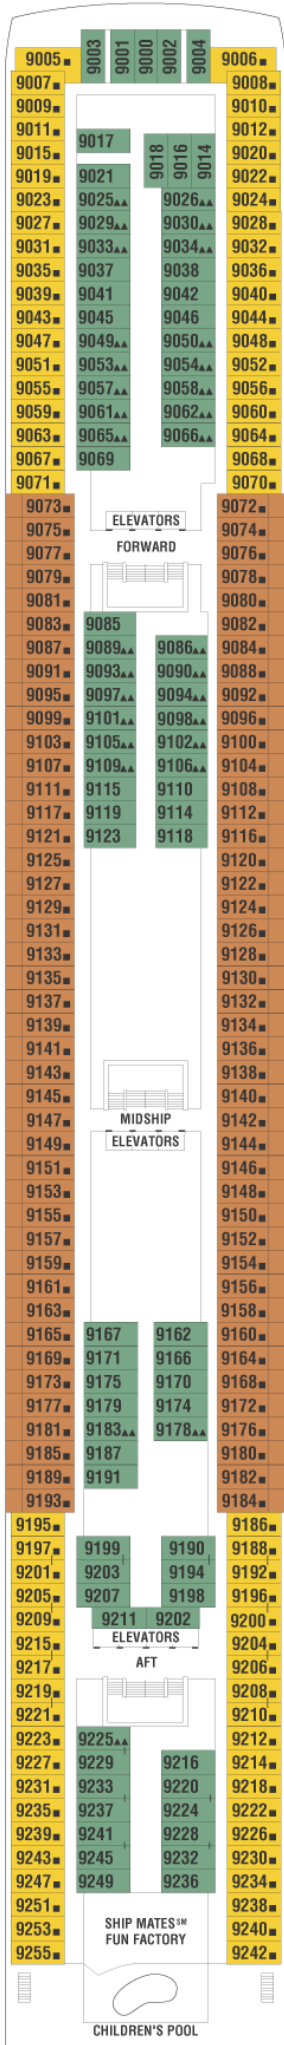 9005■ 9003 9001 9000 9002 9004 9006■
9007■ 9008■
9009■ 9010■
9011■ 9017 9012■
9015■ 9018 9016 9014 9020■
9019■ 9021 9022■
9023■ 9025▲▲ 9026▲▲ 9024■
9027■ 9029▲▲ 9030▲▲ 9028■
9031■ 9033▲▲ 9034▲▲ 9032■
9035■ 9037 9038 9036■
9039■ 9041 9042 9040■
9043■ 9045 9046 9044■
9047■ 9049▲▲ 9050▲▲ 9048■
9051■ 9053▲▲ 9054▲▲ 9052■
9055■ 9057▲▲ 9058▲▲ 9056■
9059■ 9061▲▲ 9062▲▲ 9060■
9063■ 9065▲▲ 9066▲▲ 9064■
9067■ 9069 9068■
9071■ 9070■
9073■ 9072■
9075■ ELEVATORS 9074■
9077■ FORWARD 9076■
9079■ 9078■
9081■ 9080■
9083■ 9085 9082■
9087■ 9089▲▲ 9086▲▲ 9084■
9091■ 9093▲▲ 9090▲▲ 9088■
9095■ 9097▲▲ 9094▲▲ 9092■
9099■ 9101▲▲ 9098▲▲ 9096■
9103■ 9105▲▲ 9102▲▲ 9100■
9107■ 9109▲▲ 9106▲▲ 9104■
9111■ 9115 9110 9108■
9117■ 9119 9114 9112■
9121■ 9123 9118 9116■
9125■ 9120■
9127■ 9122■
9129■ 9124■
9131■ 9126■
9133■ 9128■
9135■ 9130■
9137■ 9132■
9139■ 9134■
9141■ 9136■
9143■ 9138■
9145■ 9140■
9147■ MIDSHIP 9142■
9149■ ELEVATORS 9144■
9151■ 9146■
9153■ 9148■
9155■ 9150■
9157■ 9152■
9159■ 9154■
9161■ 9156■
9163■ 9158■
9165■ 9167 9162 9160■
9169■ 9171 9166 9164■
9173■ 9175 9170 9168■
9177■ 9179 9174 9172■
9181■ 9183▲▲ 9178▲▲ 9176■
9185■ 9187 9180■
9189■ 9191 9182■
9193■ 9184■
9195■ 9186■
9197■ 9199 9190 9188■
9201■ 9203 9194 9192■
9205■ 9207 9198 9196■
9209■ 9211 9202 9200■
9215■ ELEVATORS 9204■
9217■ AFT 9206■
9219■ 9208■
9221■ 9210■
9223■ 9225▲▲ 9212■
9227■ 9229 9216 9214■
9231■ 9233 9220 9218■
9235■ 9237 9224 9222■
9239■ 9241 9228 9226■
9243■ 9245 9232 9230■
9247■ 9249 9236 9234■
9251■ 9238■
9253■ SHIP MATES℠ 9240■
FUN FACTORY
9255■ 9242■
CHILDREN'S POOL